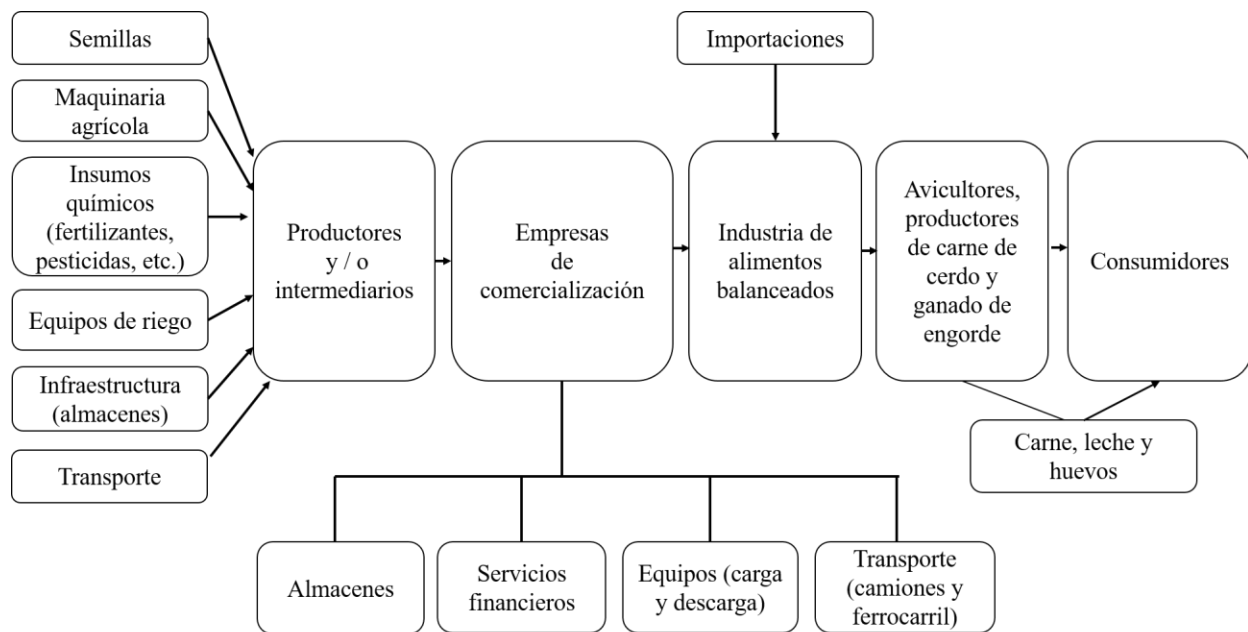 Semillas
Maquinaria
agrícola
Insumos
químicos
(fertilizantes,
pesticidas, etc.)
Equipos de riego
Infraestructura
(almacenes)
Transporte
Productores
y / o
intermediarios
Empresas
de
comercialización
Importaciones
Industria de
alimentos
balanceados
Avicultores,
productores
de carne de
cerdo y
ganado de
engorde
Consumidores
Carne, leche y
huevos
Almacenes
Servicios
financieros
Equipos (carga
y descarga)
Transporte
(camiones y
ferrocarril)